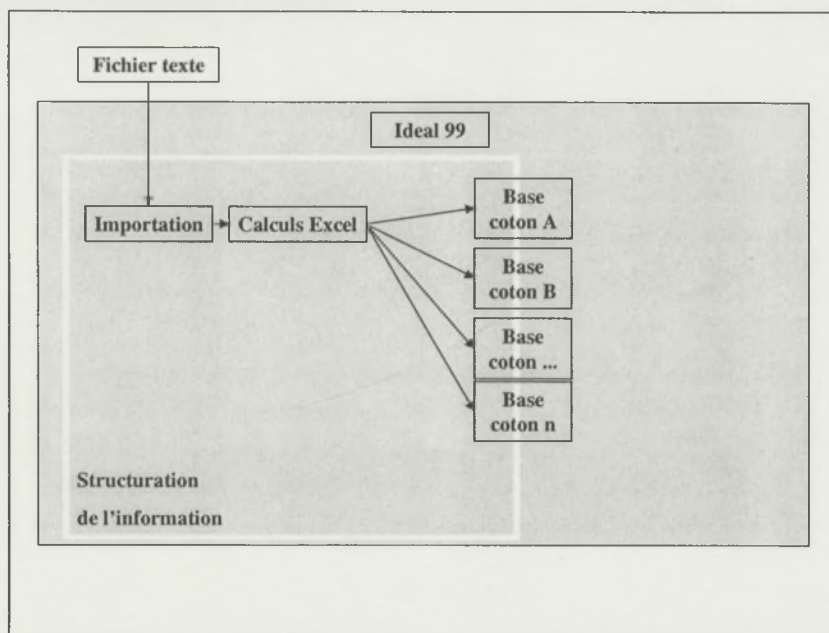 Fichier texte
Ideal 99
Importation
Calculs Excel
Base
coton A
Base
coton B
Base
coton ...
Base
coton n
Structuration
de l'information